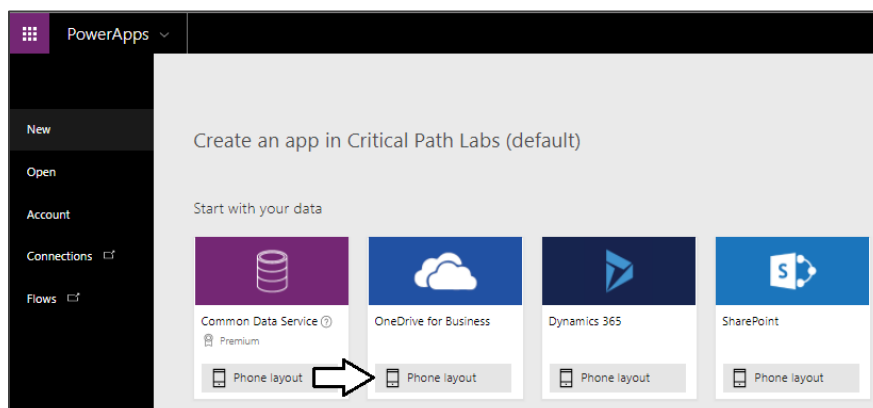 PowerApps
New
Open
Account
Connections
Flows
Create an app in Critical Path Labs (default)
Start with your data
Common Data Service ?
Premium
Phone layout
OneDrive for Business
Phone layout
Dynamics 365
Phone layout
S
SharePoint
Phone layout